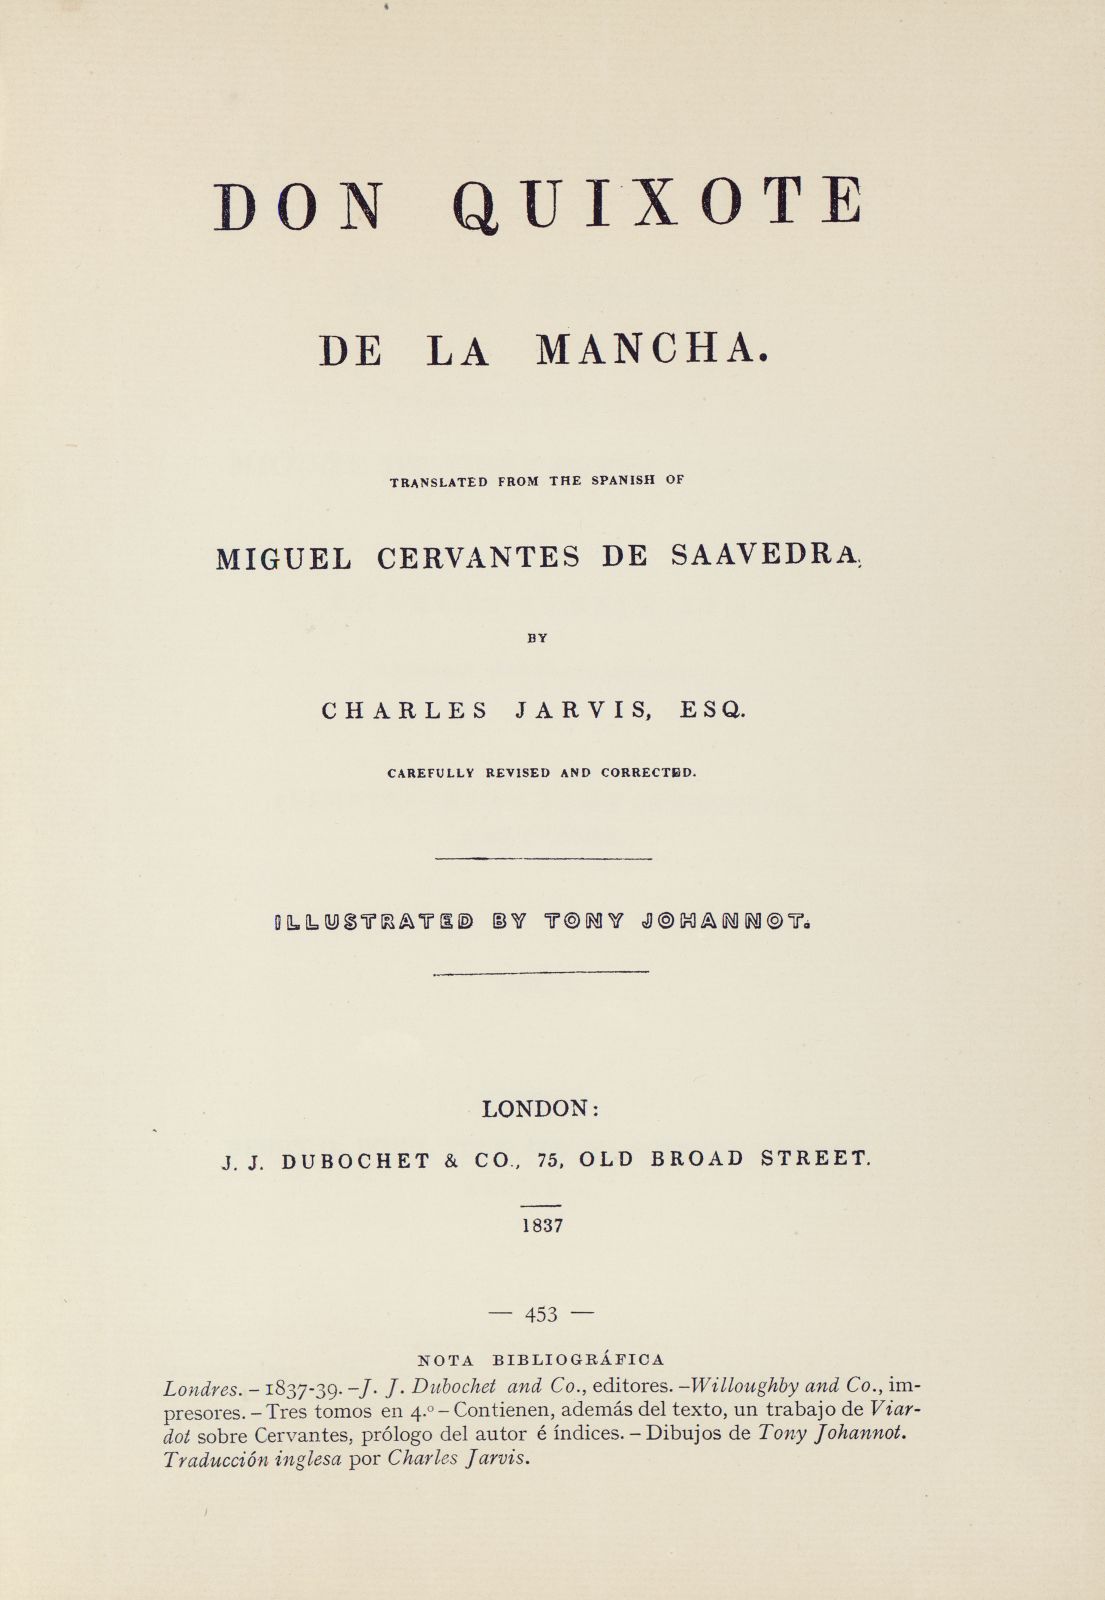 DON QUIXOTE
DE LA MANCHA.
TRANSLATED FROM THE SPANISH OF
MIGUEL CERVANTES DE SAAVEDRA,
BY
CHARLES JARVIS, ESQ.
CAREFULLY REVISED AND CORRECTED.
ILLUSTRATED BY TONY JOHANNOT.
LONDON:
J. J. DUBOCHET & CO., 75, OLD BROAD STREET.
1837
— 453 —
NOTA BIBLIOGRÁFICA
Londres. – 1837-39. – J. J. Dubochet and Co., editores. – Willoughby and Co., im-
presores. – Tres tomos en 4.º – Contienen, además del texto, un trabajo de Viar-
dot sobre Cervantes, prólogo del autor é índices. – Dibujos de Tony Johannot.
Traducción inglesa por Charles Jarvis.